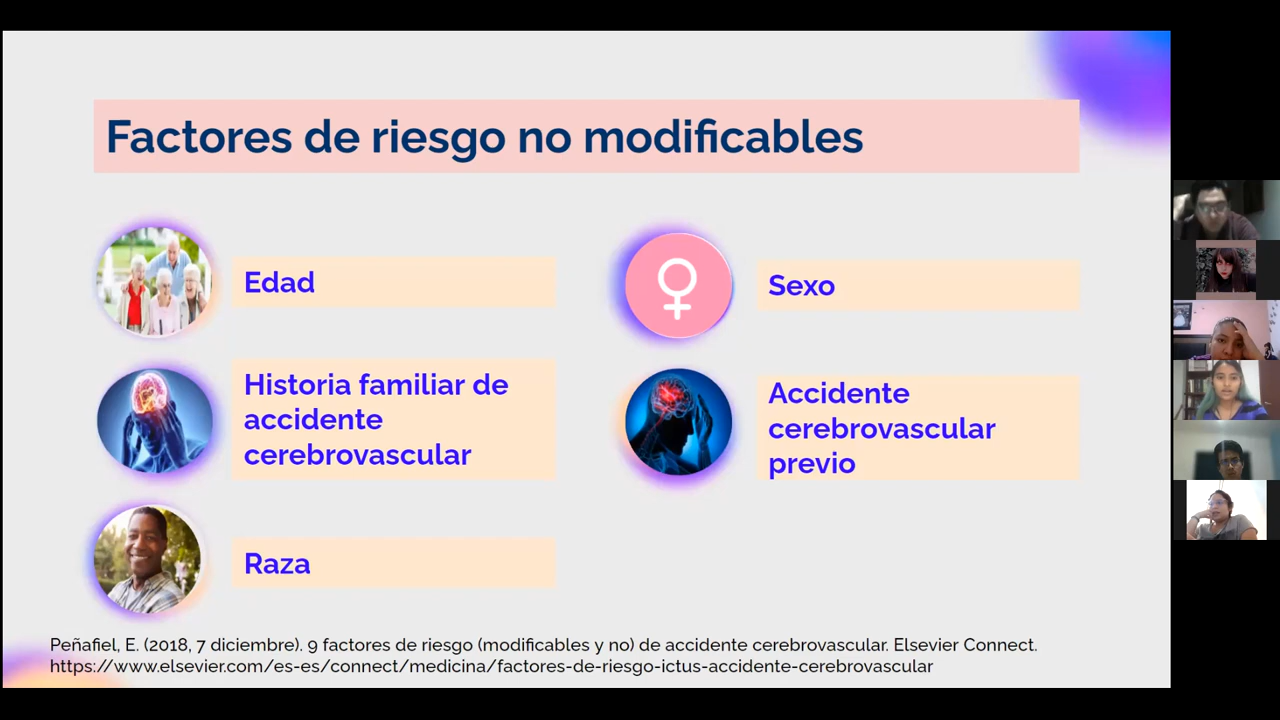 Factores de riesgo no modificables
Edad
Sexo
Historia familiar de
accidente
cerebrovascular
Accidente
cerebrovascular
previo
Raza
Peñafiel, E. (2018, 7 diciembre). 9 factores de riesgo (modificables y no) de accidente cerebrovascular. Elsevier Connect.
https://www.elsevier.com/es-es/connect/medicina/factores-de-riesgo-ictus-accidente-cerebrovascular